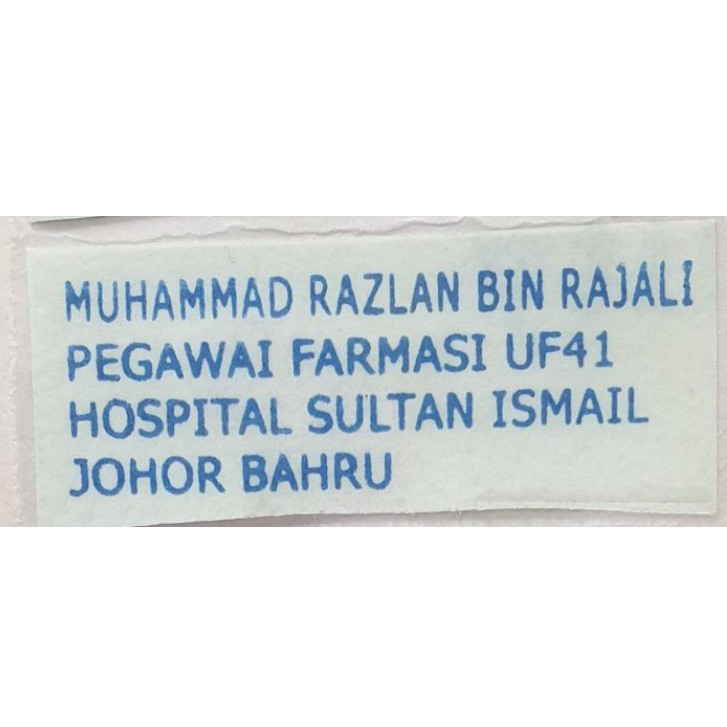 MUHAMMAD RAZLAN BIN RAJALI
PEGAWAI FARMASI UF41
HOSPITAL SULTAN ISMAIL
JOHOR BAHRU